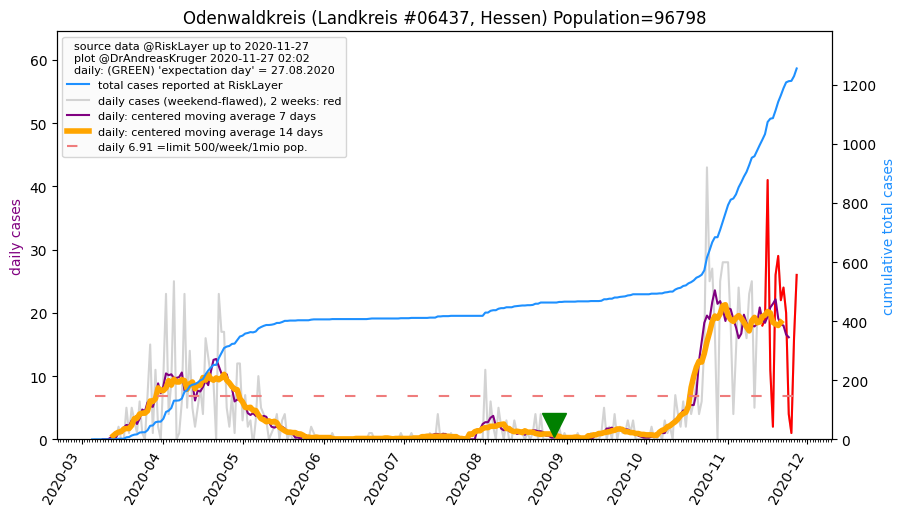 Odenwaldkreis (Landkreis #06437, Hessen) Population=96798
source data @RiskLayer up to 2020-11-27
plot @DrAndreasKruger 2020-11-27 02:02
daily: (GREEN) 'expectation day' = 27.08.2020
total cases reported at RiskLayer
daily cases (weekend-flawed), 2 weeks: red
daily: centered moving average 7 days
daily: centered moving average 14 days
daily 6.91 =limit 500/week/1mio pop.
daily cases
60
50
40
30
20
10
0
cumulative total cases
1200
1000
800
600
400
200
0
2020-03
2020-04
2020-05
2020-06
2020-07
2020-08
2020-09
2020-10
2020-11
2020-12